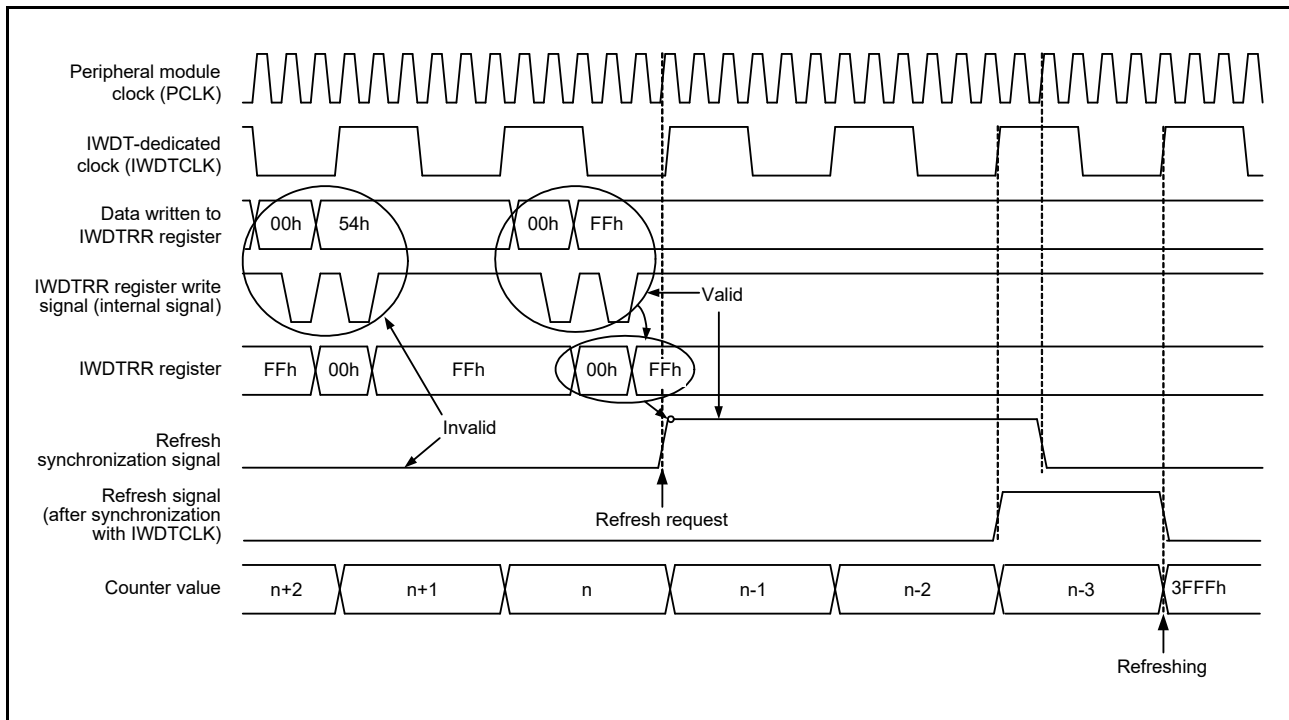 Peripheral module
clock (PCLK)
IWDT-dedicated
clock (IWDTCLK)
Data written to
IWDTRR register
00h
54h
00h
FFh
IWDTRR register write
signal (internal signal)
Valid
IWDTRR register
FFh
00h
FFh
00h
FFh
Invalid
Refresh
synchronization signal
Refresh request
Refresh signal
(after synchronization
with IWDTCLK)
Counter value
n+2
n+1
n
n-1
n-2
n-3
3FFFh
Refreshing